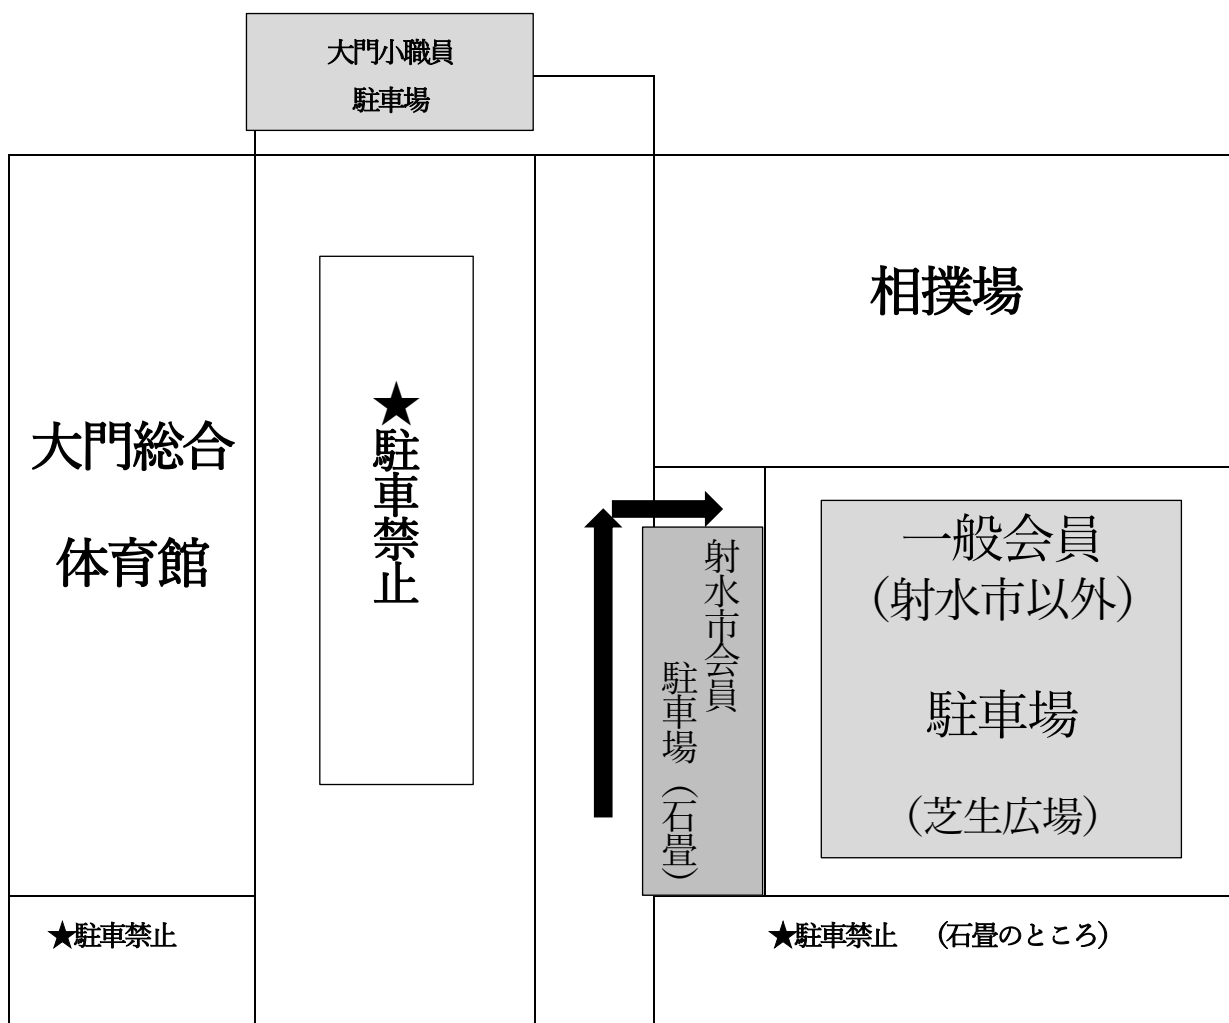 大門小職員
駐車場
相撲場
大門総合
体育館
★駐車禁止
一般会員
（射水市以外）
駐車場
（芝生広場）
射水市会員
駐車場（石畳）
★駐車禁止
★駐車禁止　（石畳のところ）